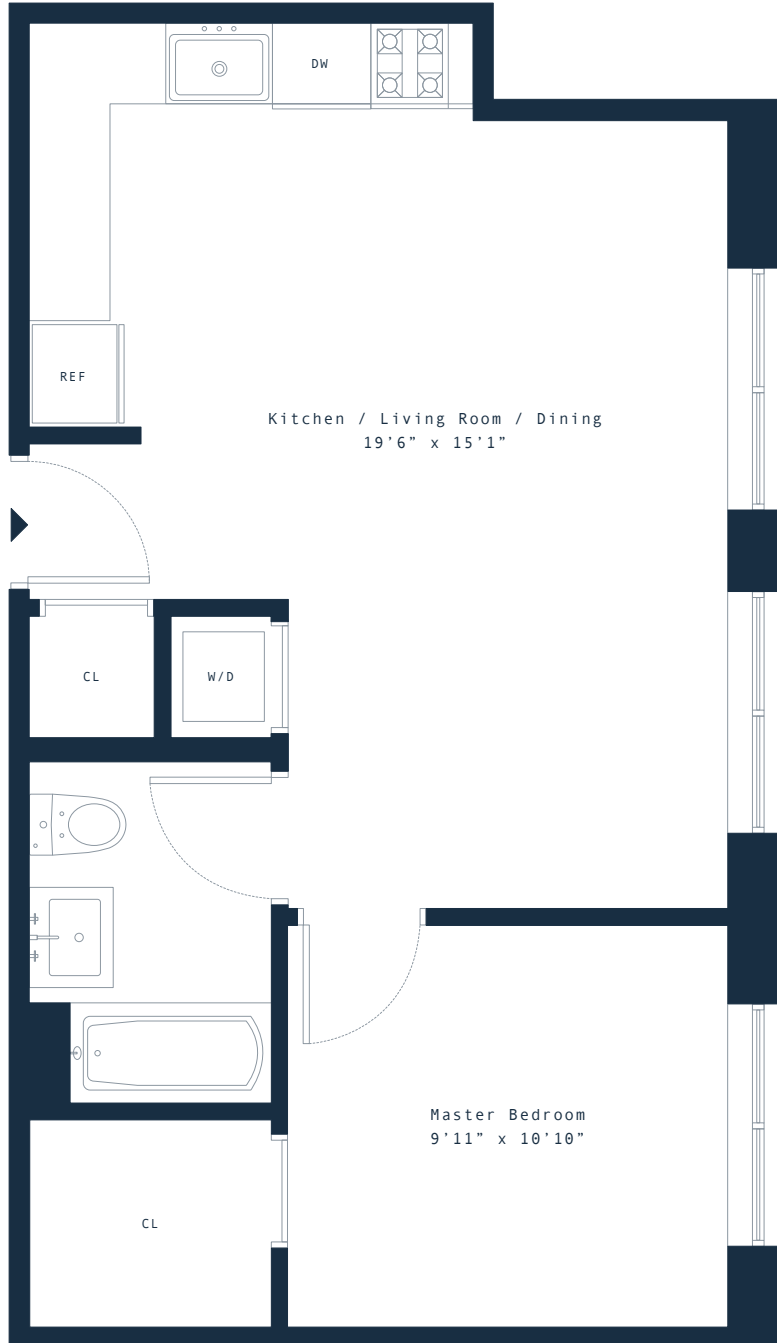 DW
REF
Kitchen / Living Room / Dining
19’6” x 15’1”
CL
W/D
Master Bedroom
9’11” x 10’10”
CL